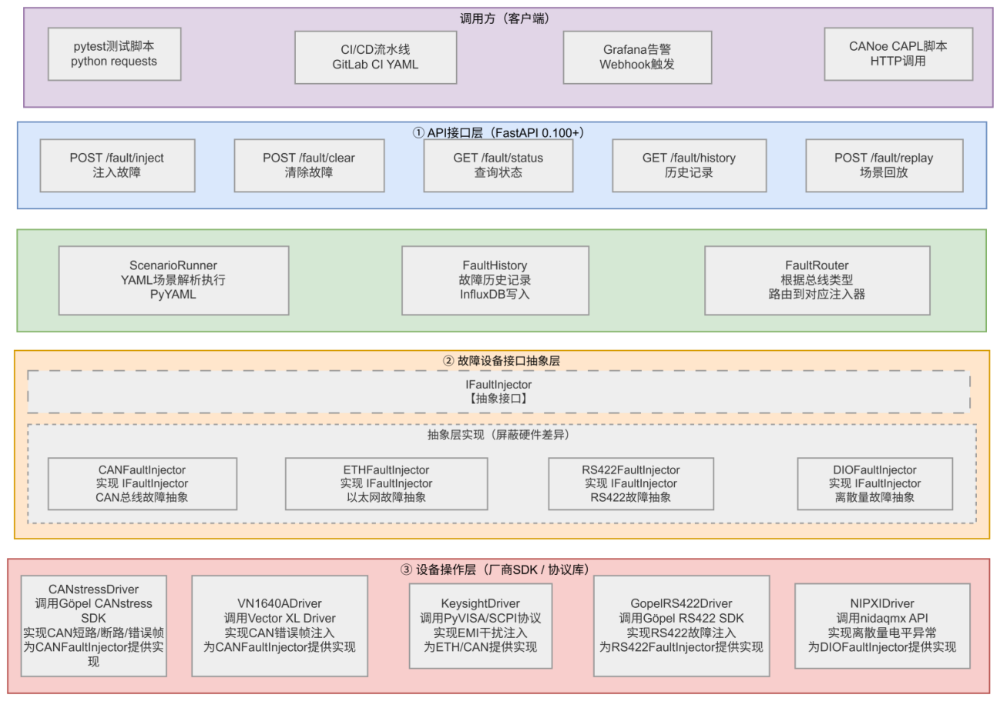 调用方（客户端）
pytest测试脚本
python requests
CI/CD流水线
GitLab CI YAML
Grafana告警
Webhook触发
CANoe CAPL脚本
HTTP调用
① API接口层（FastAPI 0.100+）
POST /fault/inject
注入故障
POST /fault/clear
清除故障
GET /fault/status
查询状态
GET /fault/history
历史记录
POST /fault/replay
场景回放
ScenarioRunner
YAML场景解析执行
PyYAML
FaultHistory
故障历史记录
InfluxDB写入
FaultRouter
根据总线类型
路由到对应注入器
② 故障设备接口抽象层
IFaultInjector
【抽象接口】
抽象层实现（屏蔽硬件差异）
CANFaultInjector
实现 IFaultInjector
CAN总线故障抽象
ETHFaultInjector
实现 IFaultInjector
以太网故障抽象
RS422FaultInjector
实现 IFaultInjector
RS422故障抽象
DIOFaultInjector
实现 IFaultInjector
离散量故障抽象
③ 设备操作层（厂商SDK / 协议库）
CANstressDriver
调用Göpel CANstress
SDK
实现CAN短路/断路/错误帧
为CANFaultInjector提供实
现
VN1640ADriver
调用Vector XL Driver
实现CAN错误帧注入
为CANFaultInjector提供实现
KeysightDriver
调用PyVISA/SCPI协议
实现EMI干扰注入
为ETH/CAN提供实现
GopelRS422Driver
调用Göpel RS422 SDK
实现RS422故障注入
为RS422FaultInjector提供实现
NIPXIDriver
调用nidaqmx API
实现离散量电平异常
为DIOFaultInjector提供实现